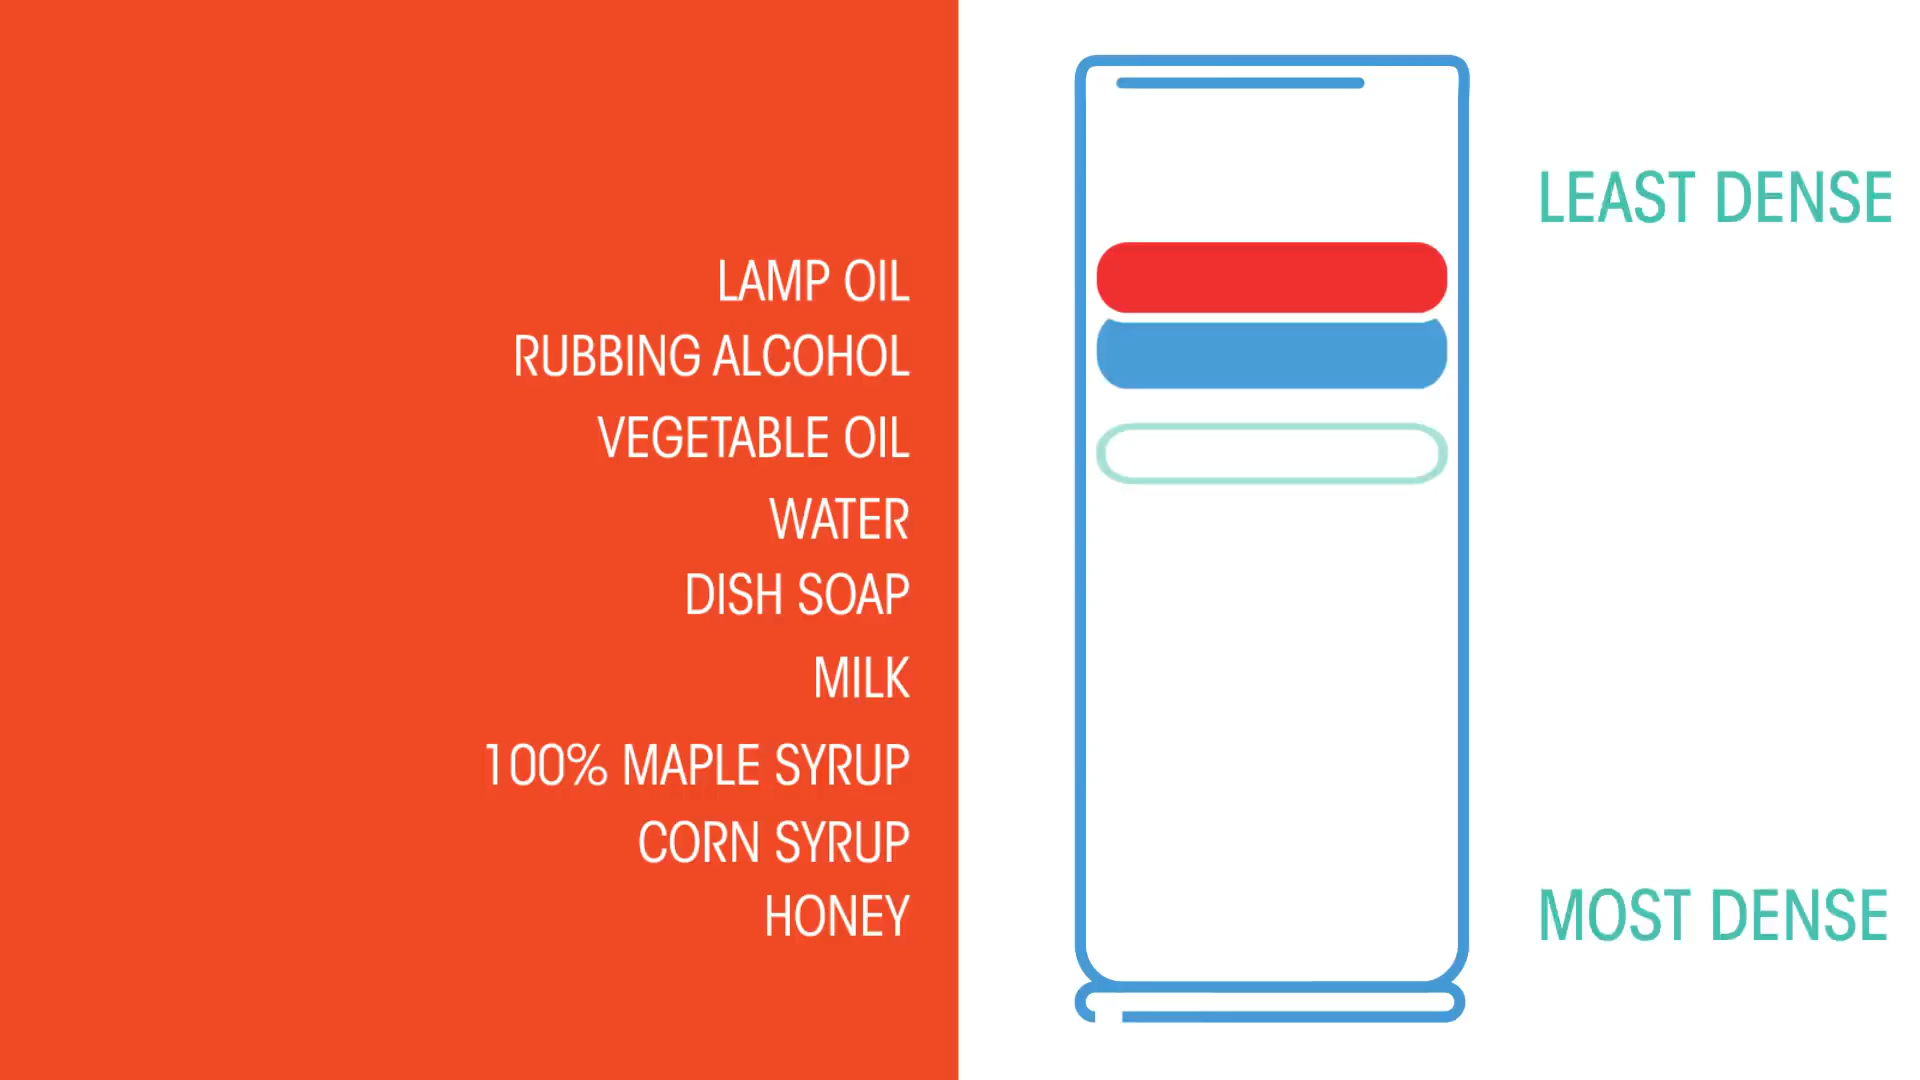 LEAST DENSE
LAMP OIL
RUBBING ALCOHOL
VEGETABLE OIL
WATER
DISH SOAP
MILK
100% MAPLE SYRUP
CORN SYRUP
HONEY
MOST DENSE